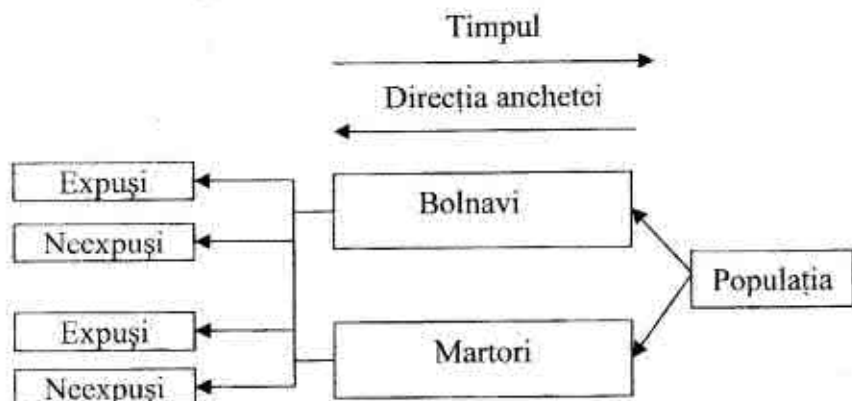 Timpul
Direcția anchetei
Expuși
Bolnavi
Neexpuși
Populația
Expuși
Martori
Neexpuși